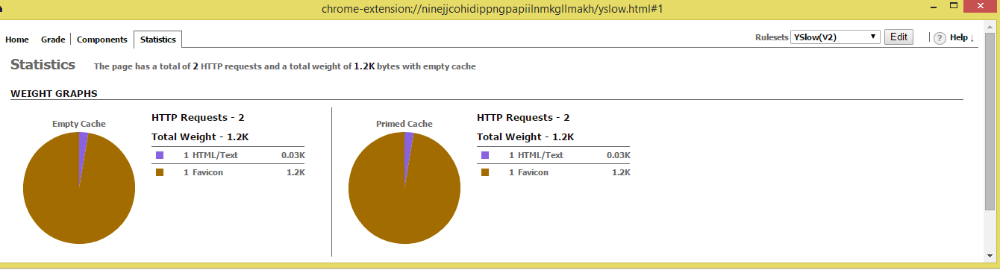 chrome-extension://ninejjcohidippngpapiilnmkgllmakh/yslow.html#1
Home Grade Components Statistics Rulesets YSlow(V2) Edit ? Help ↓
Statistics The page has a total of 2 HTTP requests and a total weight of 1.2K bytes with empty cache
WEIGHT GRAPHS
Empty Cache
HTTP Requests - 2
Total Weight - 1.2K
1 HTML/Text 0.03K
1 Favicon 1.2K
Primed Cache
HTTP Requests - 2
Total Weight - 1.2K
1 HTML/Text 0.03K
1 Favicon 1.2K